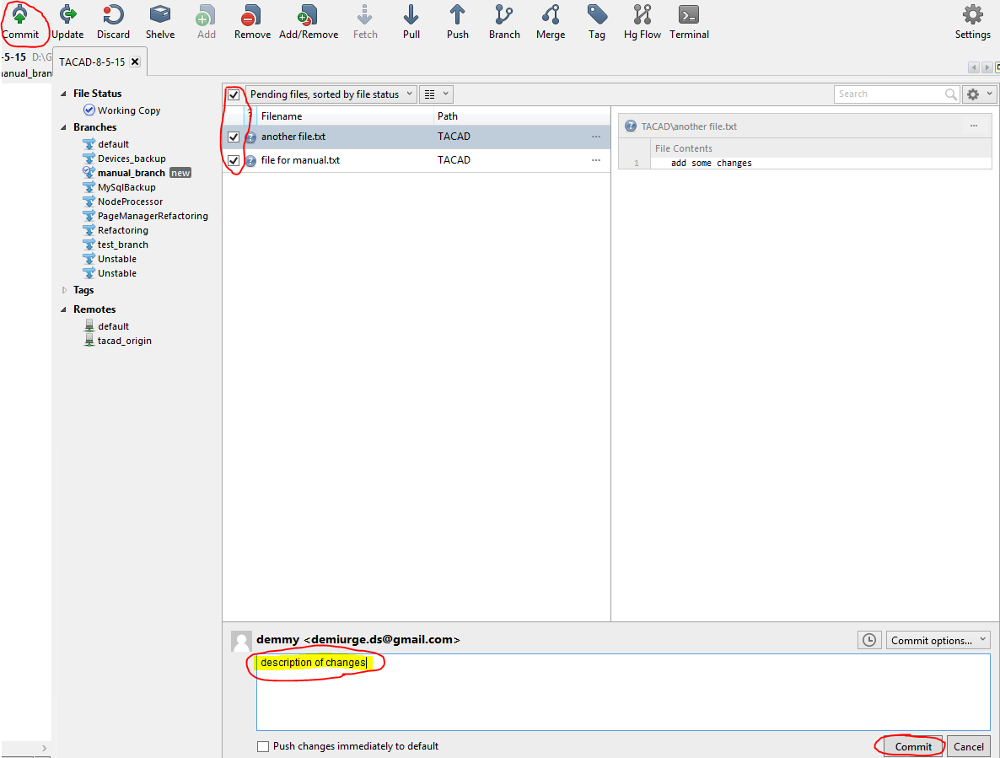 Commit Update Discard Shelve Add Remove Add/Remove Fetch Pull Push Branch Merge Tag Hg Flow Terminal Settings
-5-15 D:\G
TACAD-8-5-15
manual_bran
File Status
Working Copy
Branches
default
Devices_backup
manual_branch new
MySqlBackup
NodeProcessor
PageManagerRefactoring
Refactoring
test_branch
Unstable
Unstable
Tags
Remotes
default
tacad_origin
Pending files, sorted by file status
Search
? Filename Path
? another file.txt TACAD ...
? file for manual.txt TACAD ...
? TACAD\another file.txt ...
File Contents
1 add some changes
demmy <demiurge.ds@gmail.com>
Commit options...
description of changes
Push changes immediately to default
Commit Cancel